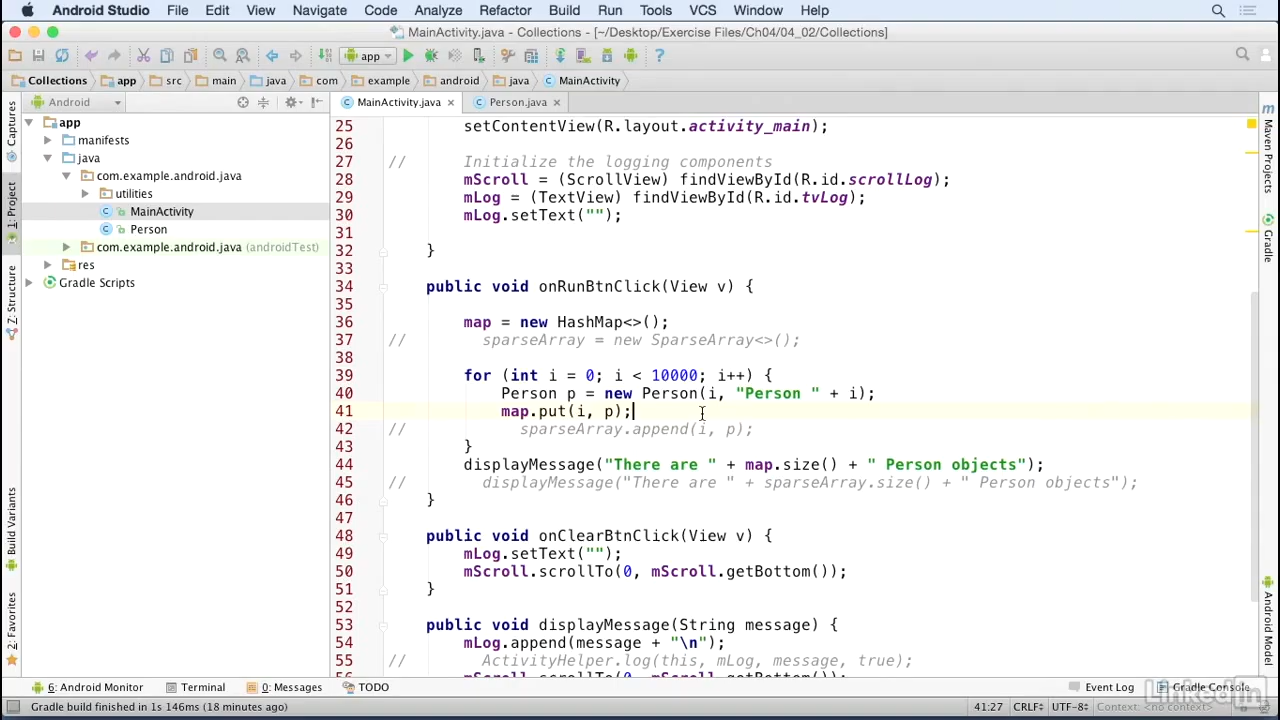 Android Studio File Edit View Navigate Code Analyze Refactor Build Run Tools VCS Window Help
MainActivity.java - Collections - [~/Desktop/Exercise Files/Ch04/04_02/Collections]
app
Collections app src main java com example android java MainActivity
Android MainActivity.java Person.java
Captures
1: Project
Z: Structure
Build Variants
2: Favorites
app
manifests
java
com.example.android.java
utilities
MainActivity
Person
com.example.android.java (androidTest)
res
Gradle Scripts
25 setContentView(R.layout.activity_main);
26
27 // Initialize the logging components
28 mScroll = (ScrollView) findViewById(R.id.scrollLog);
29 mLog = (TextView) findViewById(R.id.tvLog);
30 mLog.setText("");
31
32 }
33
34 public void onRunBtnClick(View v) {
35
36 map = new HashMap<>();
37 // sparseArray = new SparseArray<>();
38
39 for (int i = 0; i < 10000; i++) {
40 Person p = new Person(i, "Person " + i);
41 map.put(i, p);
42 // sparseArray.append(i, p);
43 }
44 displayMessage("There are " + map.size() + " Person objects");
45 // displayMessage("There are " + sparseArray.size() + " Person objects");
46 }
47
48 public void onClearBtnClick(View v) {
49 mLog.setText("");
50 mScroll.scrollTo(0, mScroll.getBottom());
51 }
52
53 public void displayMessage(String message) {
54 mLog.append(message + "\n");
55 // ActivityHelper.log(this, mLog, message, true);
56 mScroll.scrollTo(0, mScroll.getBottom());
Maven Projects
Gradle
Android Model
6: Android Monitor Terminal 0: Messages TODO Event Log Gradle Console
Gradle build finished in 1s 146ms (18 minutes ago) 41:27 CRLF UTF-8 Context: <no context>
LinkedIn